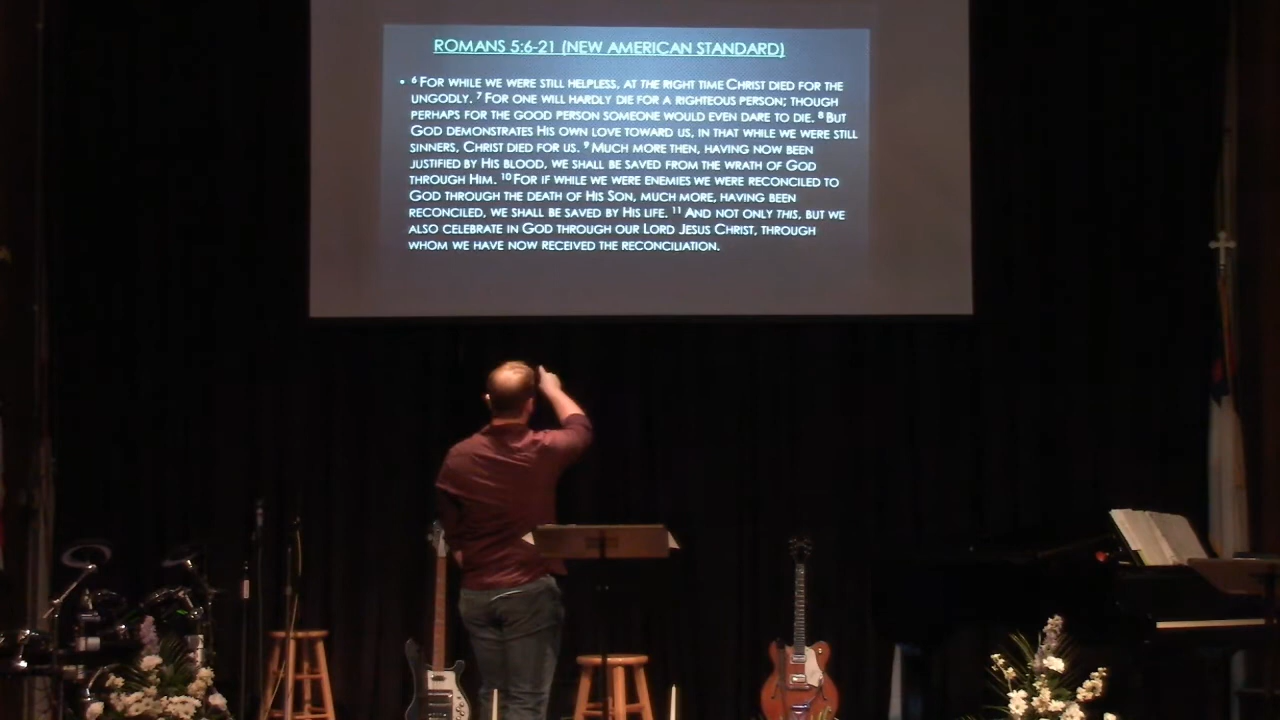 ROMANS 5:6-21 (NEW AMERICAN STANDARD)
• ⁶ FOR WHILE WE WERE STILL HELPLESS, AT THE RIGHT TIME CHRIST DIED FOR THE
UNGODLY. ⁷ FOR ONE WILL HARDLY DIE FOR A RIGHTEOUS PERSON; THOUGH
PERHAPS FOR THE GOOD PERSON SOMEONE WOULD EVEN DARE TO DIE. ⁸ BUT
GOD DEMONSTRATES HIS OWN LOVE TOWARD US, IN THAT WHILE WE WERE STILL
SINNERS, CHRIST DIED FOR US. ⁹ MUCH MORE THEN, HAVING NOW BEEN
JUSTIFIED BY HIS BLOOD, WE SHALL BE SAVED FROM THE WRATH OF GOD
THROUGH HIM. ¹⁰ FOR IF WHILE WE WERE ENEMIES WE WERE RECONCILED TO
GOD THROUGH THE DEATH OF HIS SON, MUCH MORE, HAVING BEEN
RECONCILED, WE SHALL BE SAVED BY HIS LIFE. ¹¹ AND NOT ONLY THIS, BUT WE
ALSO CELEBRATE IN GOD THROUGH OUR LORD JESUS CHRIST, THROUGH
WHOM WE HAVE NOW RECEIVED THE RECONCILIATION.